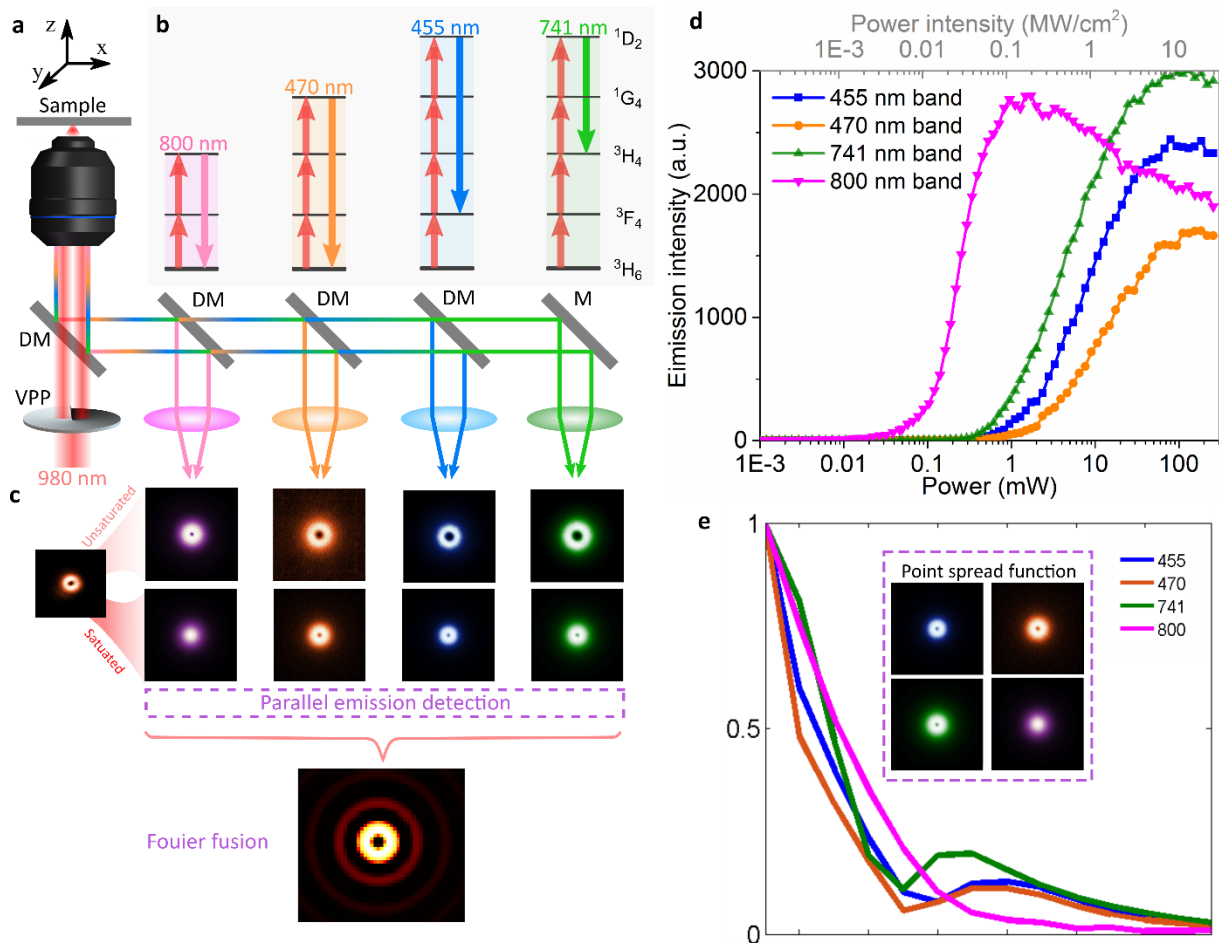 a
z
x
y
Sample
DM
VPP
980 nm
b
800 nm
470 nm
455 nm
741 nm
¹D₂
¹G₄
³H₄
³F₄
³H₆
DM
DM
DM
M
c
Unsaturated
Satuated
Parallel emission detection
Fouier fusion
d
Power intensity (MW/cm²)
1E-3 0.01 0.1 1 10
3000
2000
1000
0
Eimission intensity (a.u.)
455 nm band
470 nm band
741 nm band
800 nm band
1E-3 0.01 0.1 1 10 100
Power (mW)
e
1
0.5
0
Point spread function
455
470
741
800